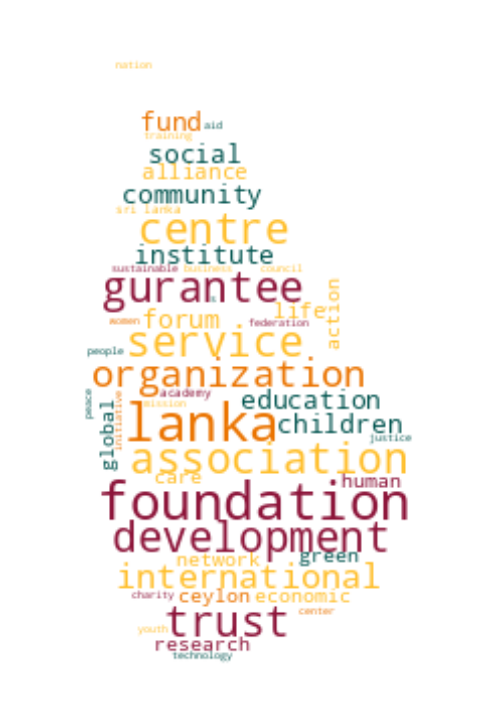 nation
fund aid
training
social
alliance
community
sri lanka
centre
institute
sustainable business council
gurantee
life
action
women forum federation
service
people
organization
academy
education
peace
mission
initiative
global
lanka
children
justice
association
care
human
foundation
development
green
network
international
charity ceylon economic
center
trust
youth
research
technology